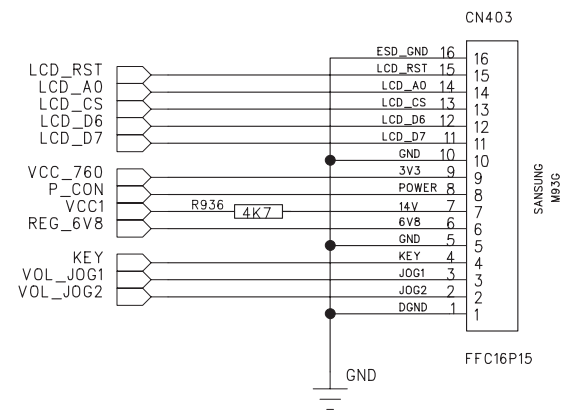 CN403
ESD_GND 16 16
LCD_RST LCD_RST 15 15
LCD_A0 LCD_A0 14 14
LCD_CS LCD_CS 13 13
LCD_D6 LCD_D6 12 12
LCD_D7 LCD_D7 11 11
GND 10 10
VCC_760 3V3 9 9
P_CON POWER 8 8
VCC1 R936 4K7 14V 7 7
REG_6V8 6V8 6 6
GND 5 5
KEY KEY 4 4
VOL_JOG1 JOG1 3 3
VOL_JOG2 JOG2 2 2
DGND 1 1
SANSUNG
M93G
FFC16P15
GND